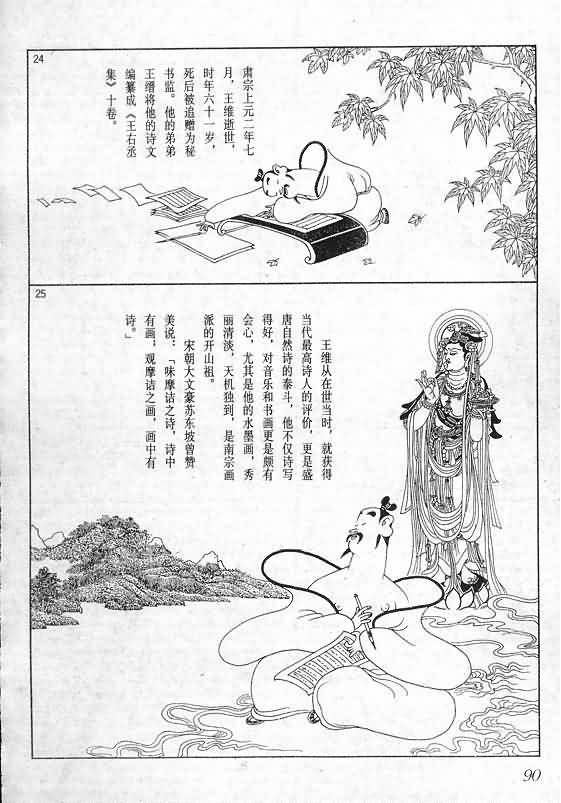 24
肃宗上元二年七
月，王维逝世，
时年六十一岁，
死后被追赠为秘
书监。他的弟弟
王缙将他的诗文
编纂成《王右丞
集》十卷。
25
王维从在世当时，就获得
当代最高诗人的评价，更是盛
唐自然诗的泰斗，他不仅诗写
得好，对音乐和书画更是颇有
会心，尤其是他的水墨画，秀
丽清淡，天机独到，是南宗画
派的开山祖。
宋朝大文豪苏东坡曾赞
美说：「味摩诘之诗，诗中
有画，观摩诘之画，画中有
诗。」
90